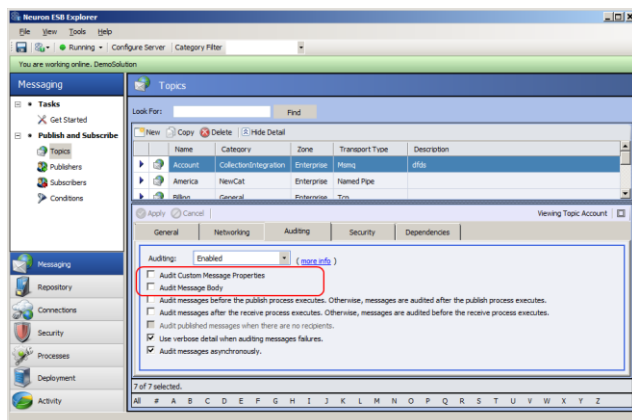 Neuron ESB Explorer
File View Tools Help
Running Configure Server Category Filter
You are working online. DemoSolution
Messaging
Topics
Tasks
Get Started
Publish and Subscribe
Topics
Publishers
Subscribers
Conditions
Look For: Find
New Copy Delete Hide Detail
Name Category Zone Transport Type Description
Account CollectionIntegration Enterprise Msmq dfds
America NewCat Enterprise Named Pipe
Billing General Enterprise Tcp
Apply Cancel Viewing Topic Account
General Networking Auditing Security Dependencies
Auditing: Enabled ( more info )
Audit Custom Message Properties
Audit Message Body
Audit messages before the publish process executes. Otherwise, messages are audited after the publish process executes.
Audit messages after the receive process executes. Otherwise, messages are audited before the receive process executes.
Audit published messages when there are no recipients.
Use verbose detail when auditing messages failures.
Audit messages asynchronously.
Messaging
Repository
Connections
Security
Processes
Deployment
Activity
7 of 7 selected.
All # A B C D E F G H I J K L M N O P Q R S T U V W X Y Z